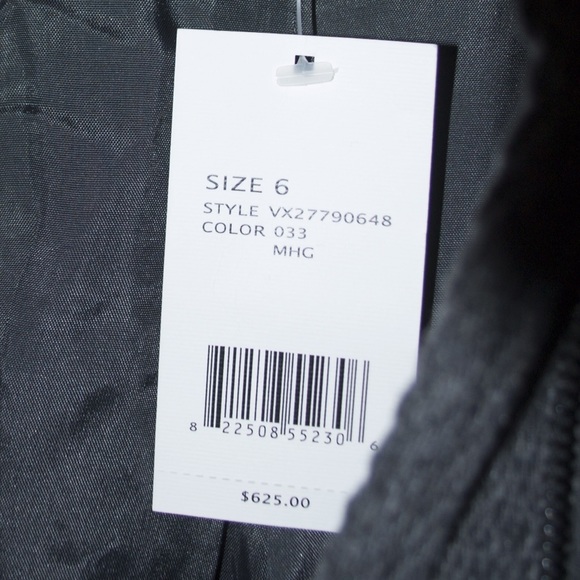 SIZE 6
STYLE VX27790648
COLOR 033
MHG
8 22508 55230 6
$625.00